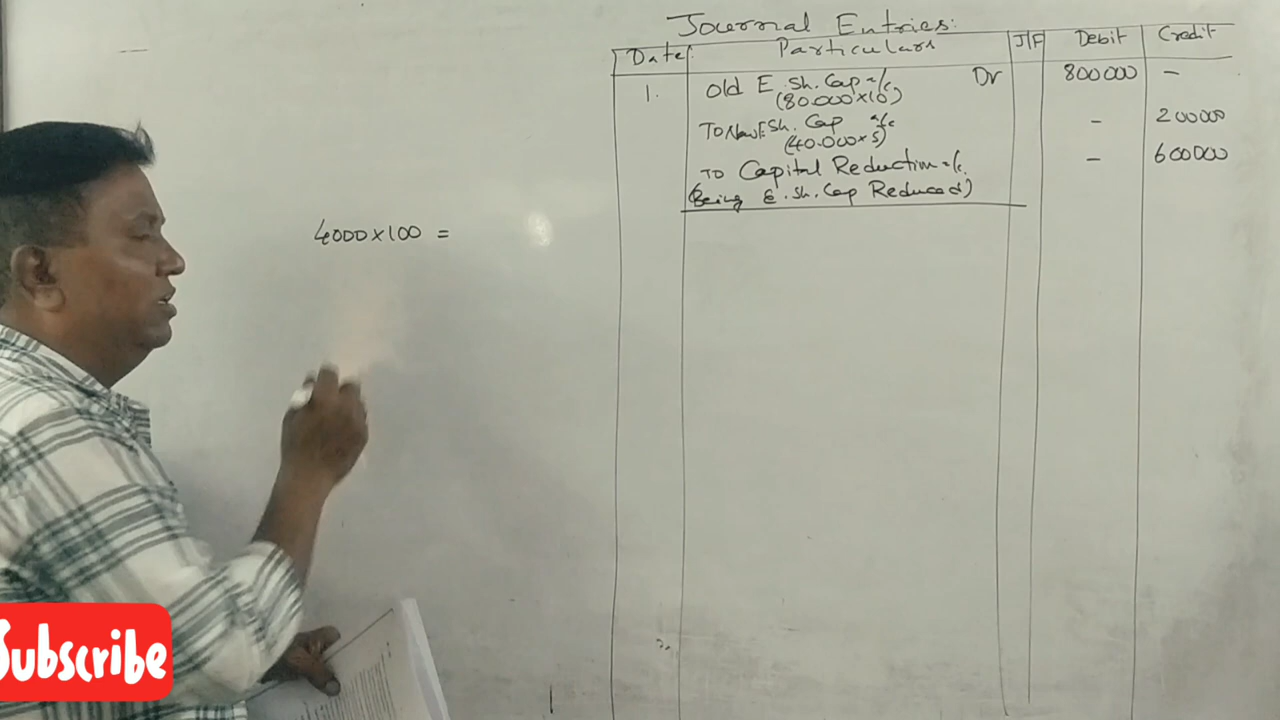 Journal Entries:
Date Particulars J/F Debit Credit
1. Old E. Sh. Cap a/c Dr 800000 -
(80.000×10)
TO New E Sh. Cap a/c - 200000
(40.000×5)
TO Capital Reduction a/c. - 600000
(Being E. Sh. Cap Reduced)
4000×100 =
Subscribe